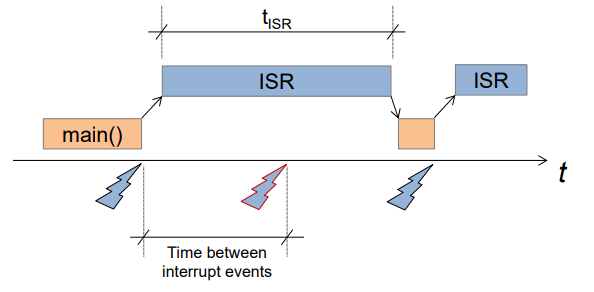 tISR
ISR
ISR
main()
t
Time between
interrupt events